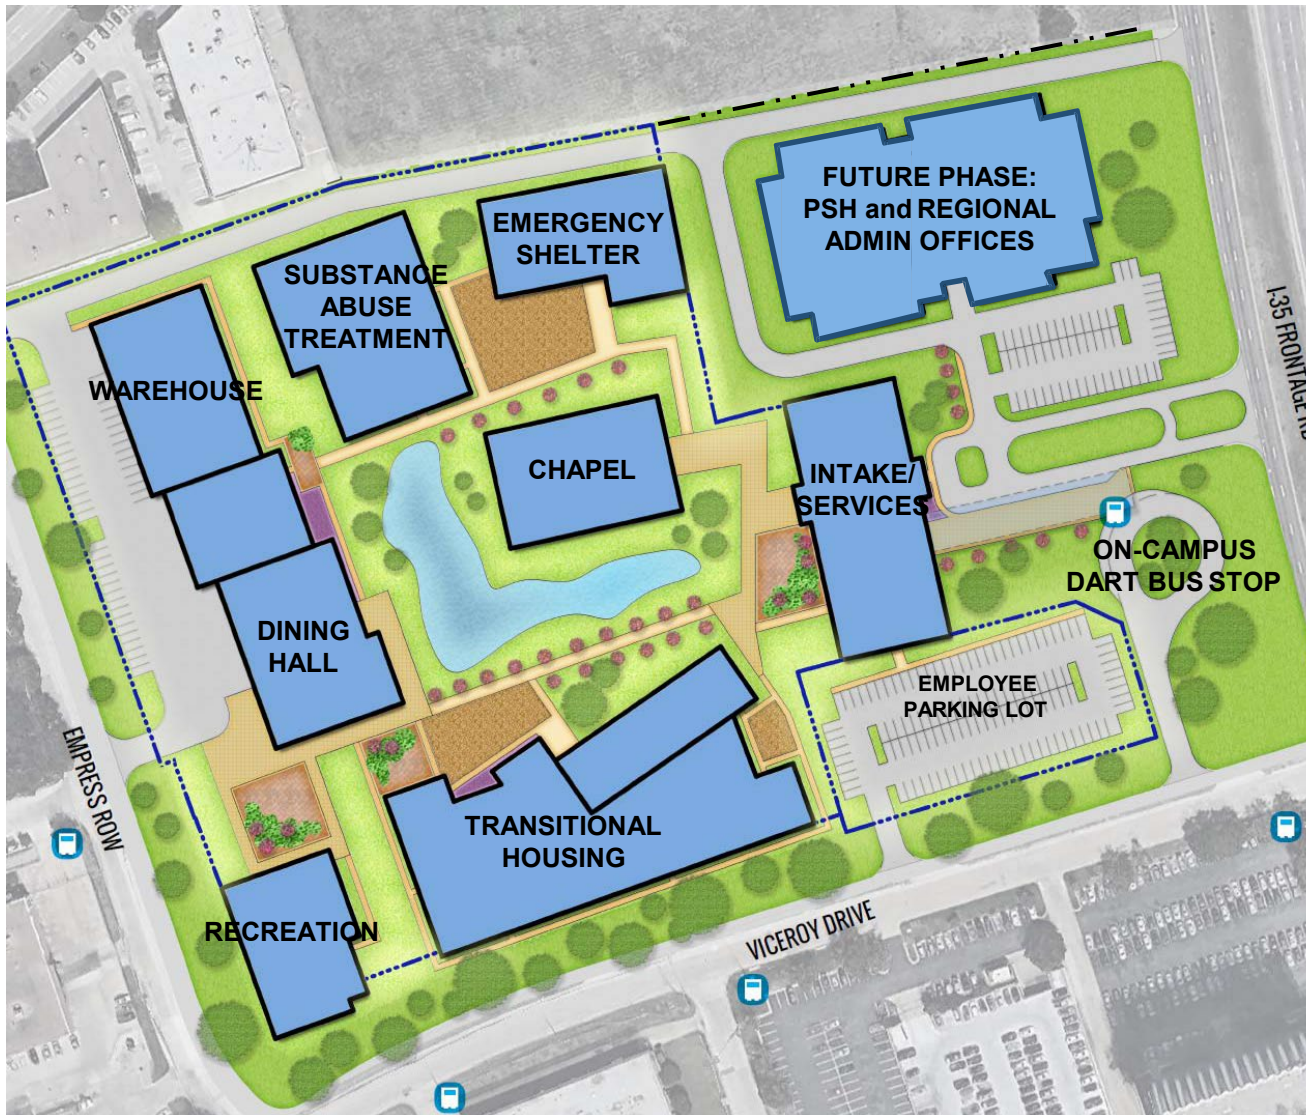 FUTURE PHASE:
PSH and REGIONAL
ADMIN OFFICES
EMERGENCY
SHELTER
SUBSTANCE
ABUSE
TREATMENT
WAREHOUSE
I-35 FRONTAGE RD
CHAPEL
INTAKE/
SERVICES
ON-CAMPUS
DART BUS STOP
DINING
HALL
EMPLOYEE
PARKING LOT
EMPRESS ROW
TRANSITIONAL
HOUSING
RECREATION
VICEROY DRIVE